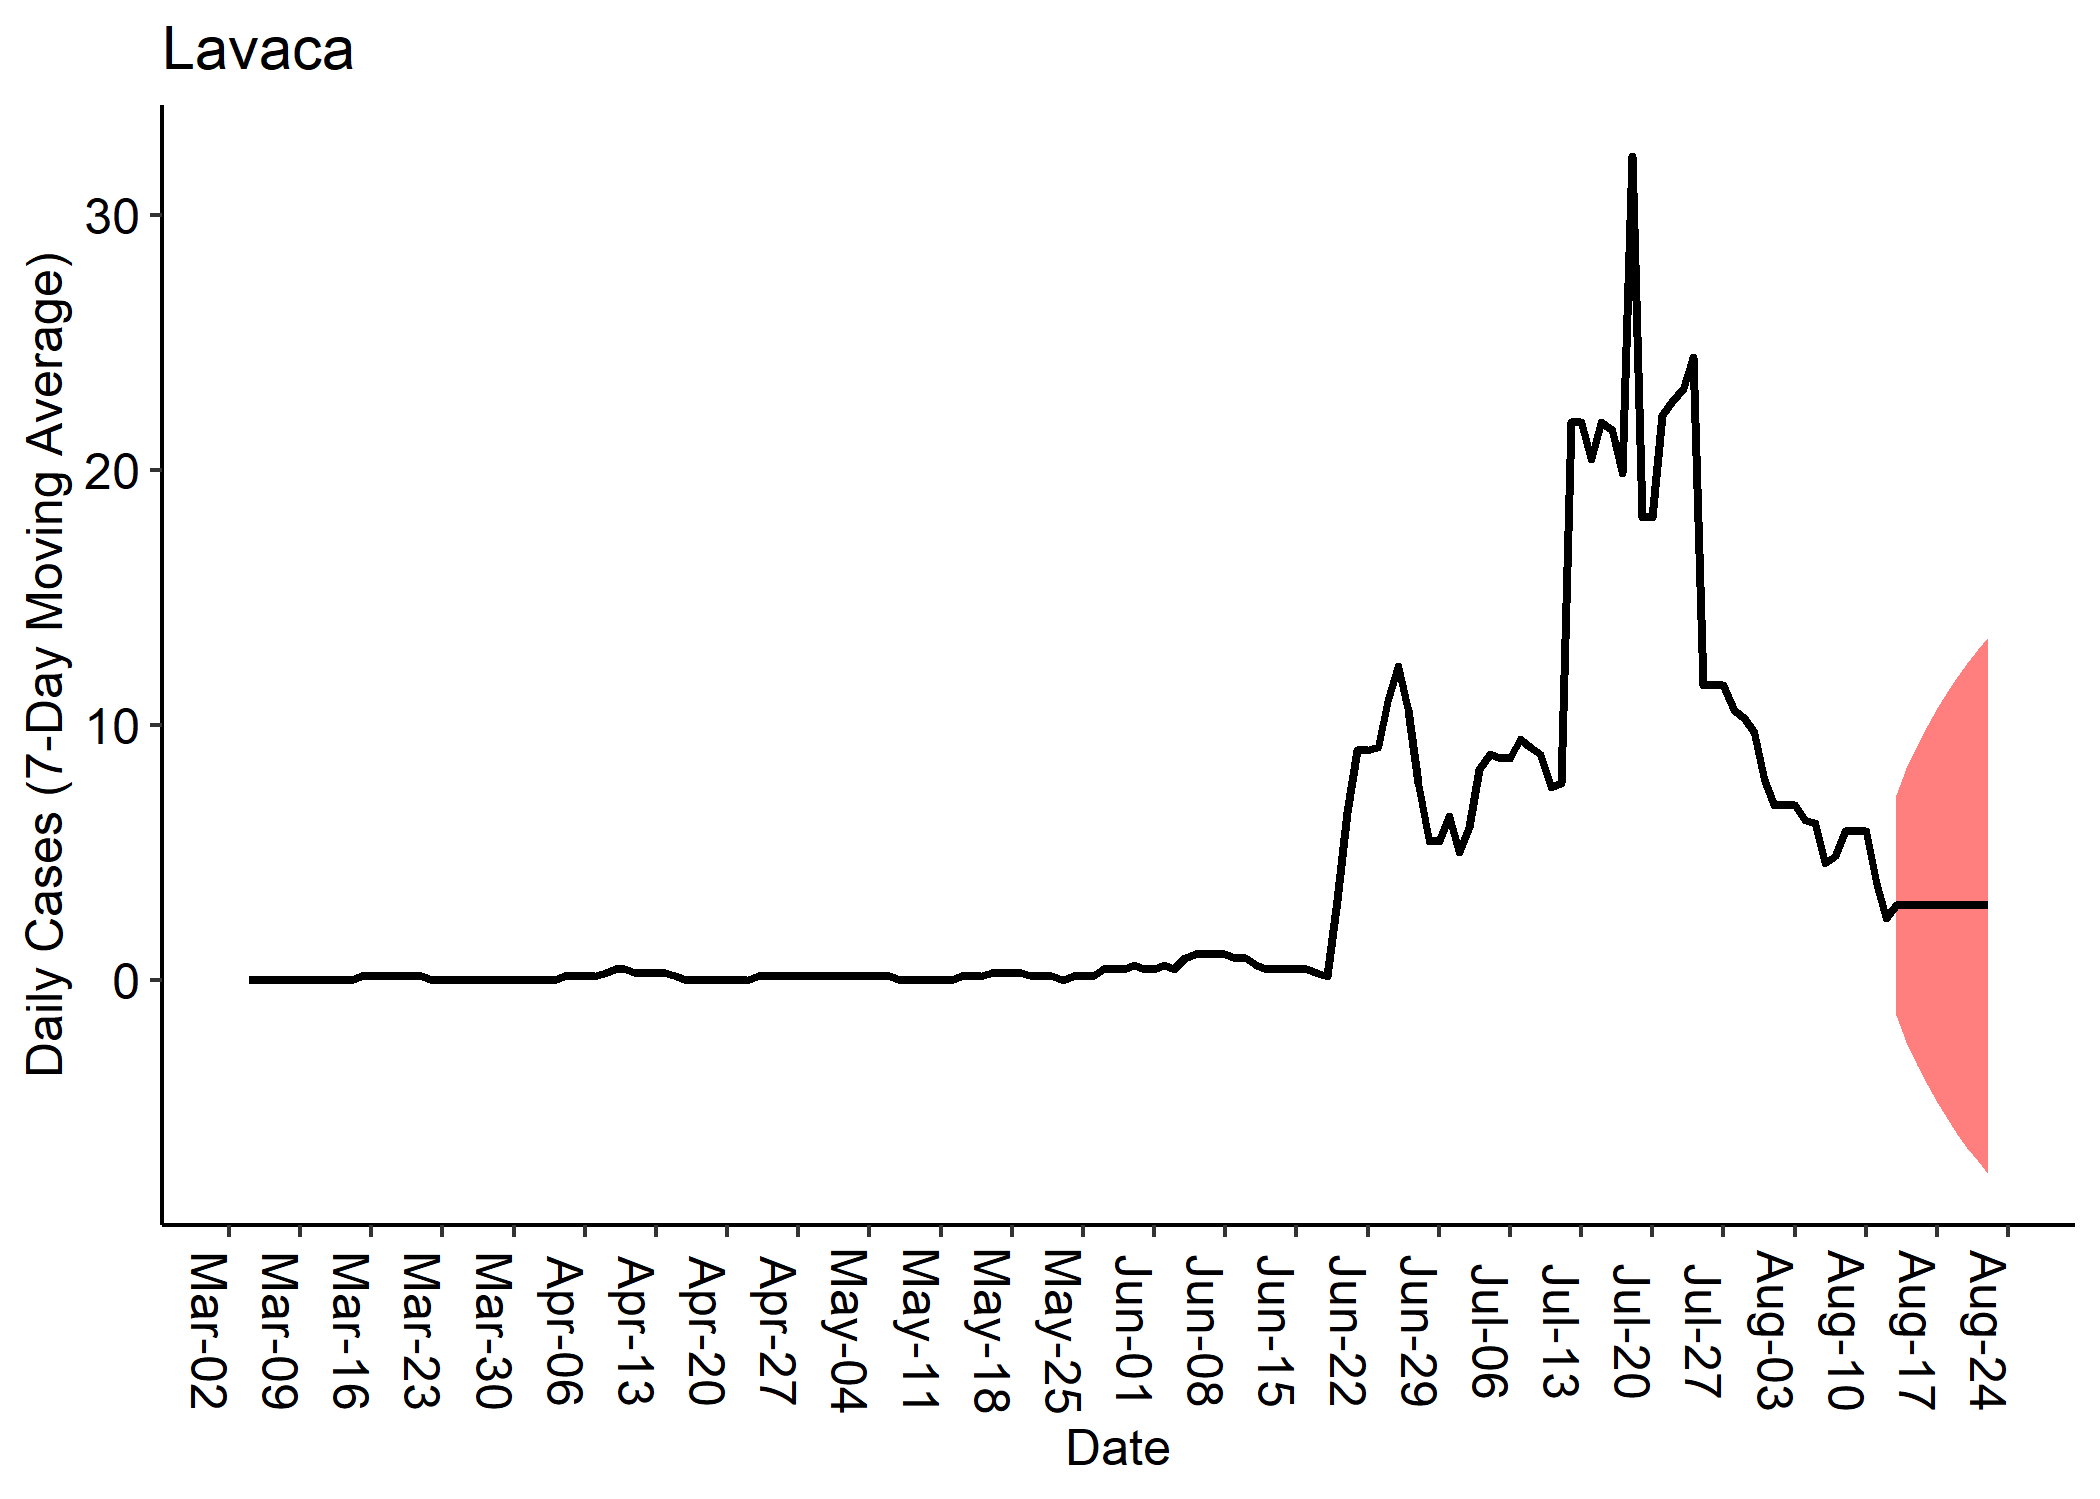 Lavaca
Daily Cases (7-Day Moving Average)
30
20
10
0
Mar-02
Mar-09
Mar-16
Mar-23
Mar-30
Apr-06
Apr-13
Apr-20
Apr-27
May-04
May-11
May-18
May-25
Jun-01
Jun-08
Jun-15
Jun-22
Jun-29
Jul-06
Jul-13
Jul-20
Jul-27
Aug-03
Aug-10
Aug-17
Aug-24
Date